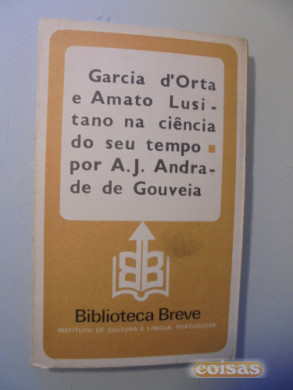 Garcia d'Orta
e Amato Lusi-
tano na ciência
do seu tempo
por A.J. Andra-
de de Gouveia
BB
Biblioteca Breve
INSTITUTO DE CULTURA E LÍNGUA PORTUGUESA
coisas